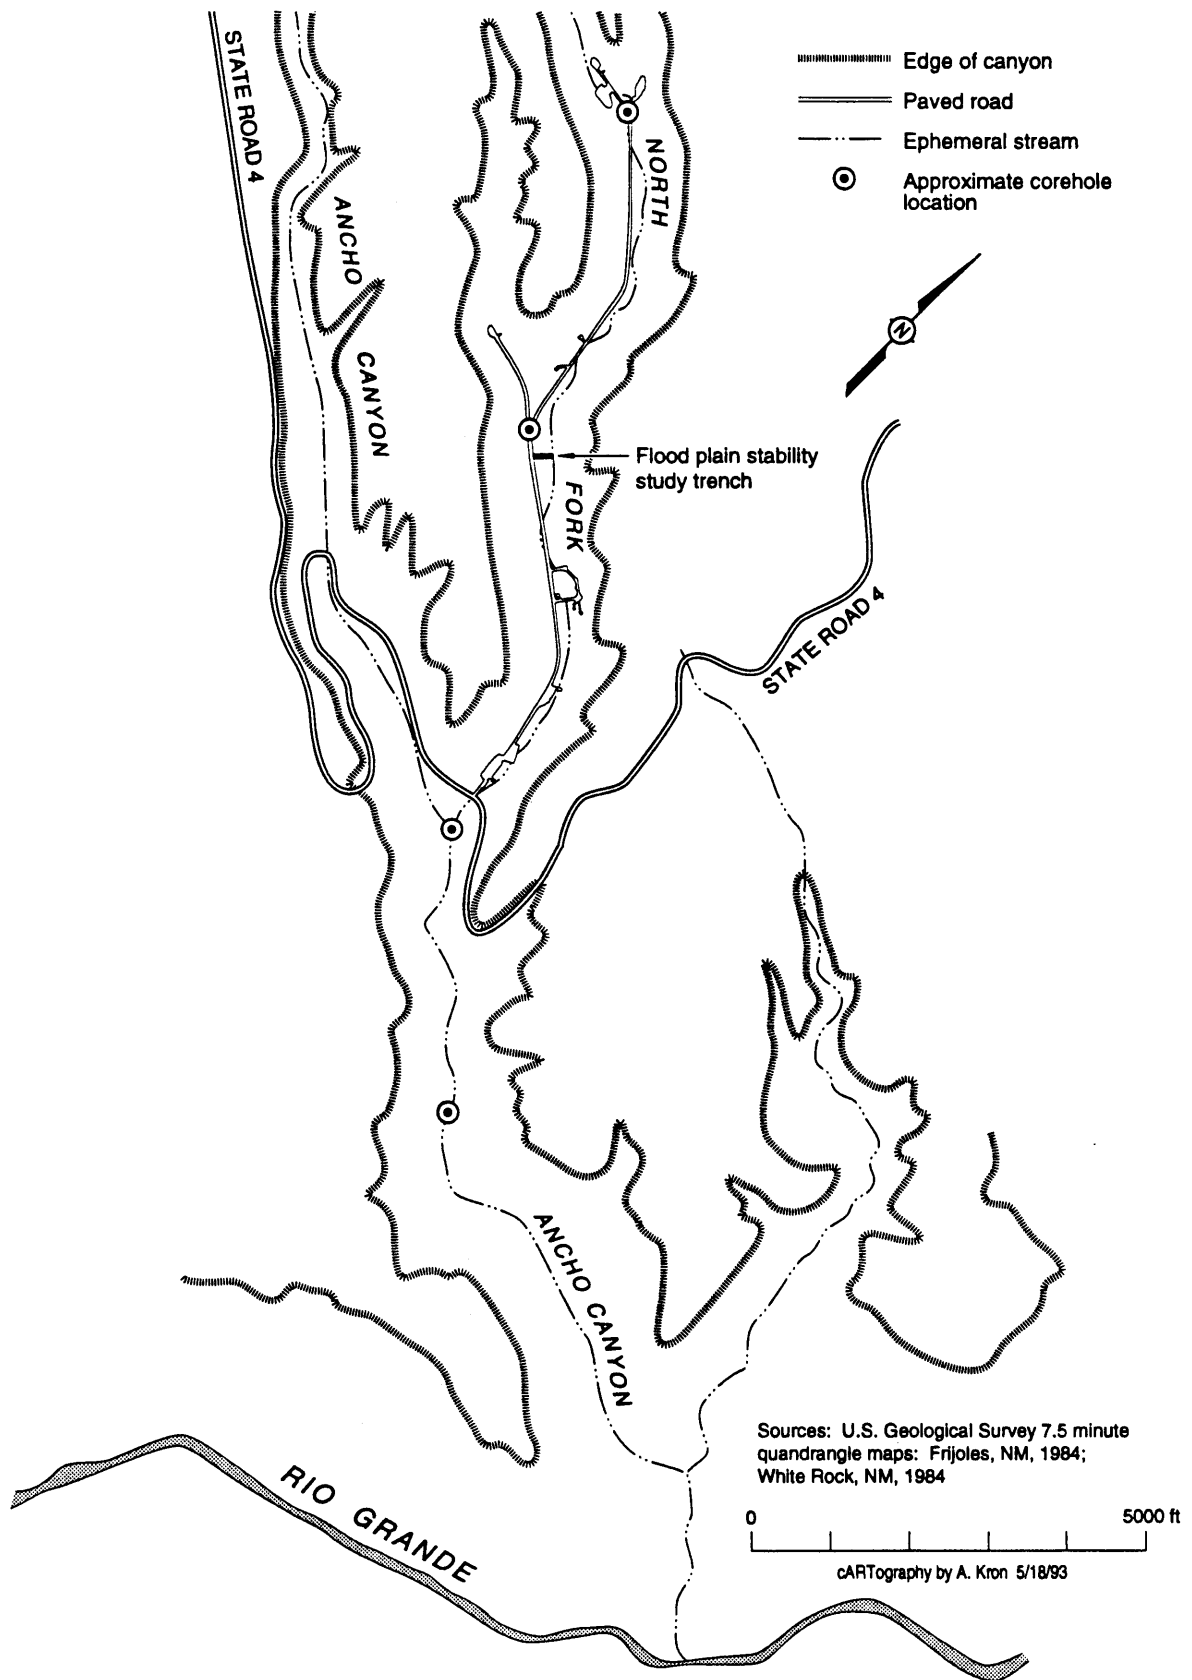 STATE ROAD 4
Edge of canyon
Paved road
Ephemeral stream
Approximate corehole
location
NORTH
ANCHO
N
CANYON
Flood plain stability
study trench
FORK
STATE ROAD 4
ANCHO CANYON
Sources: U.S. Geological Survey 7.5 minute
quandrangle maps: Frijoles, NM, 1984;
White Rock, NM, 1984
RIO GRANDE
0
5000 ft
cARTography by A. Kron 5/18/93